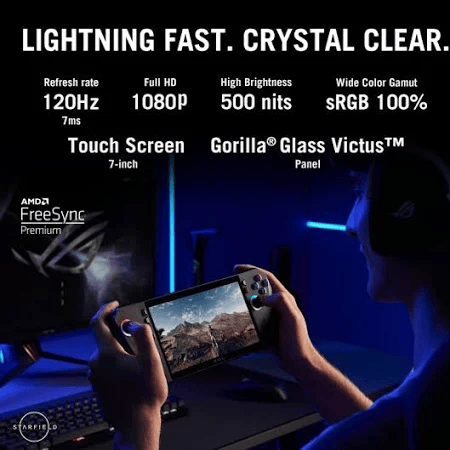 LIGHTNING FAST. CRYSTAL CLEAR.
Refresh rate
120Hz
7ms
Full HD
1080p
High Brightness
500 nits
Wide Color Gamut
sRGB 100%
Touch Screen
7-inch
Gorilla® Glass Victus™
Panel
AMD
FreeSync
Premium
STARFIELD